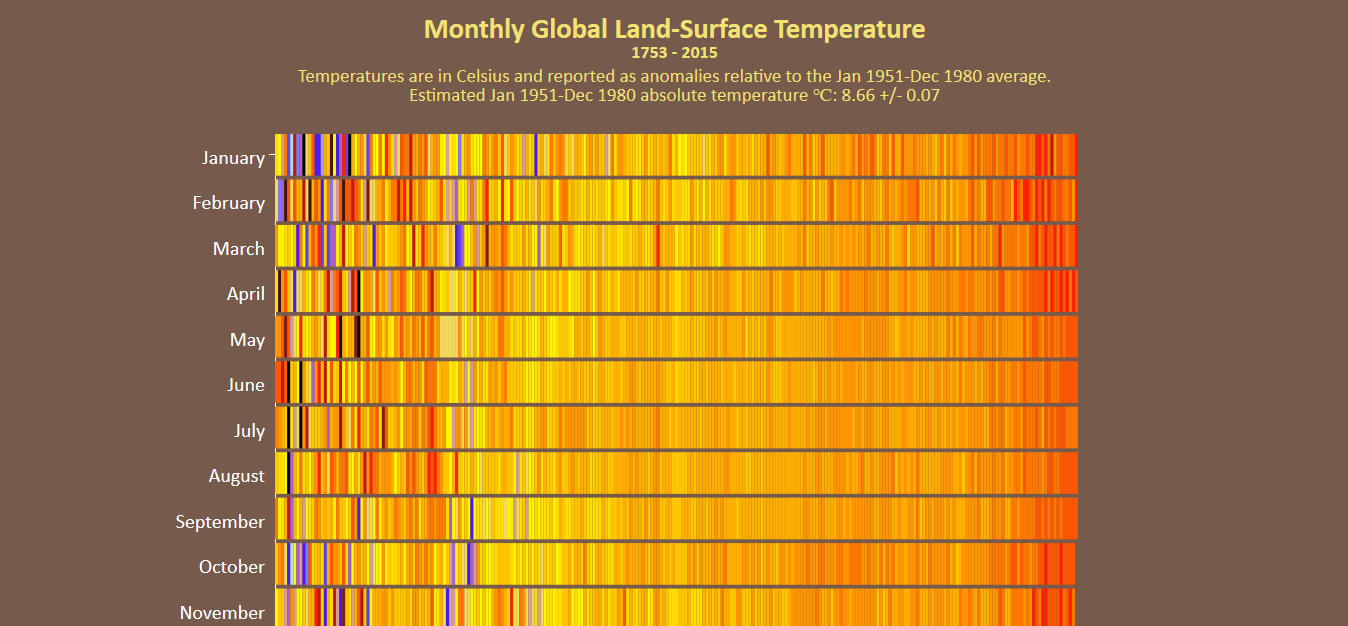 Monthly Global Land-Surface Temperature
1753 - 2015
Temperatures are in Celsius and reported as anomalies relative to the Jan 1951-Dec 1980 average.
Estimated Jan 1951-Dec 1980 absolute temperature ℃: 8.66 +/- 0.07
January
February
March
April
May
June
July
August
September
October
November